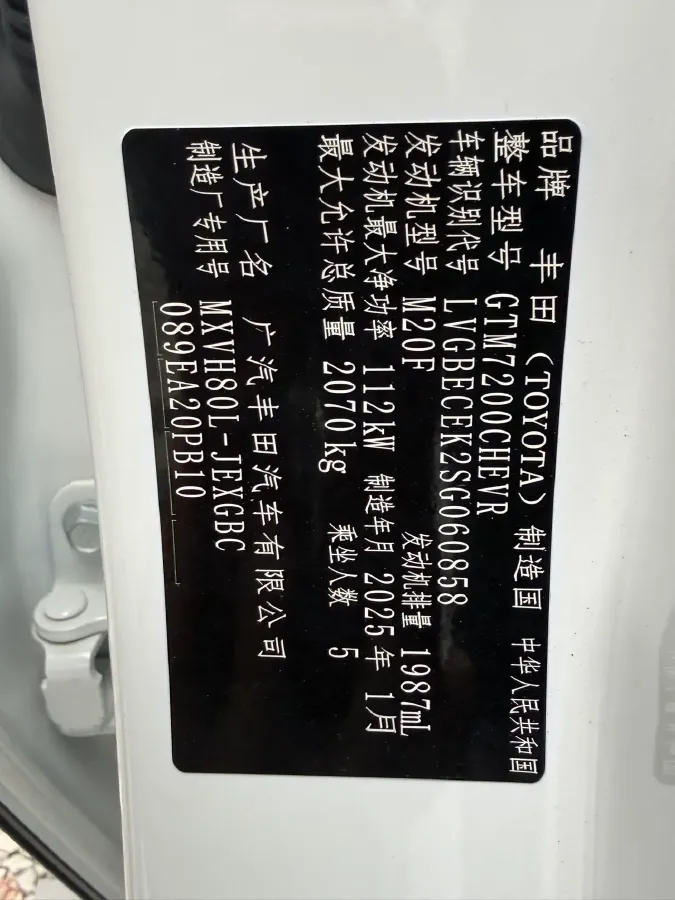 品牌 丰田（TOYOTA） 制造国 中华人民共和国
整车型号 GTM7200CHEVR
车辆识别代号 LVGBECEK2SG060858
发动机型号 M20F 发动机排量 1987mL
发动机最大净功率 112kW 制造年月 2025年 1月
最大允许总质量 2070kg 乘坐人数 5
生产厂名 广汽丰田汽车有限公司
制造厂专用号 MXVH80L-JEXGBC
089EA20PB10